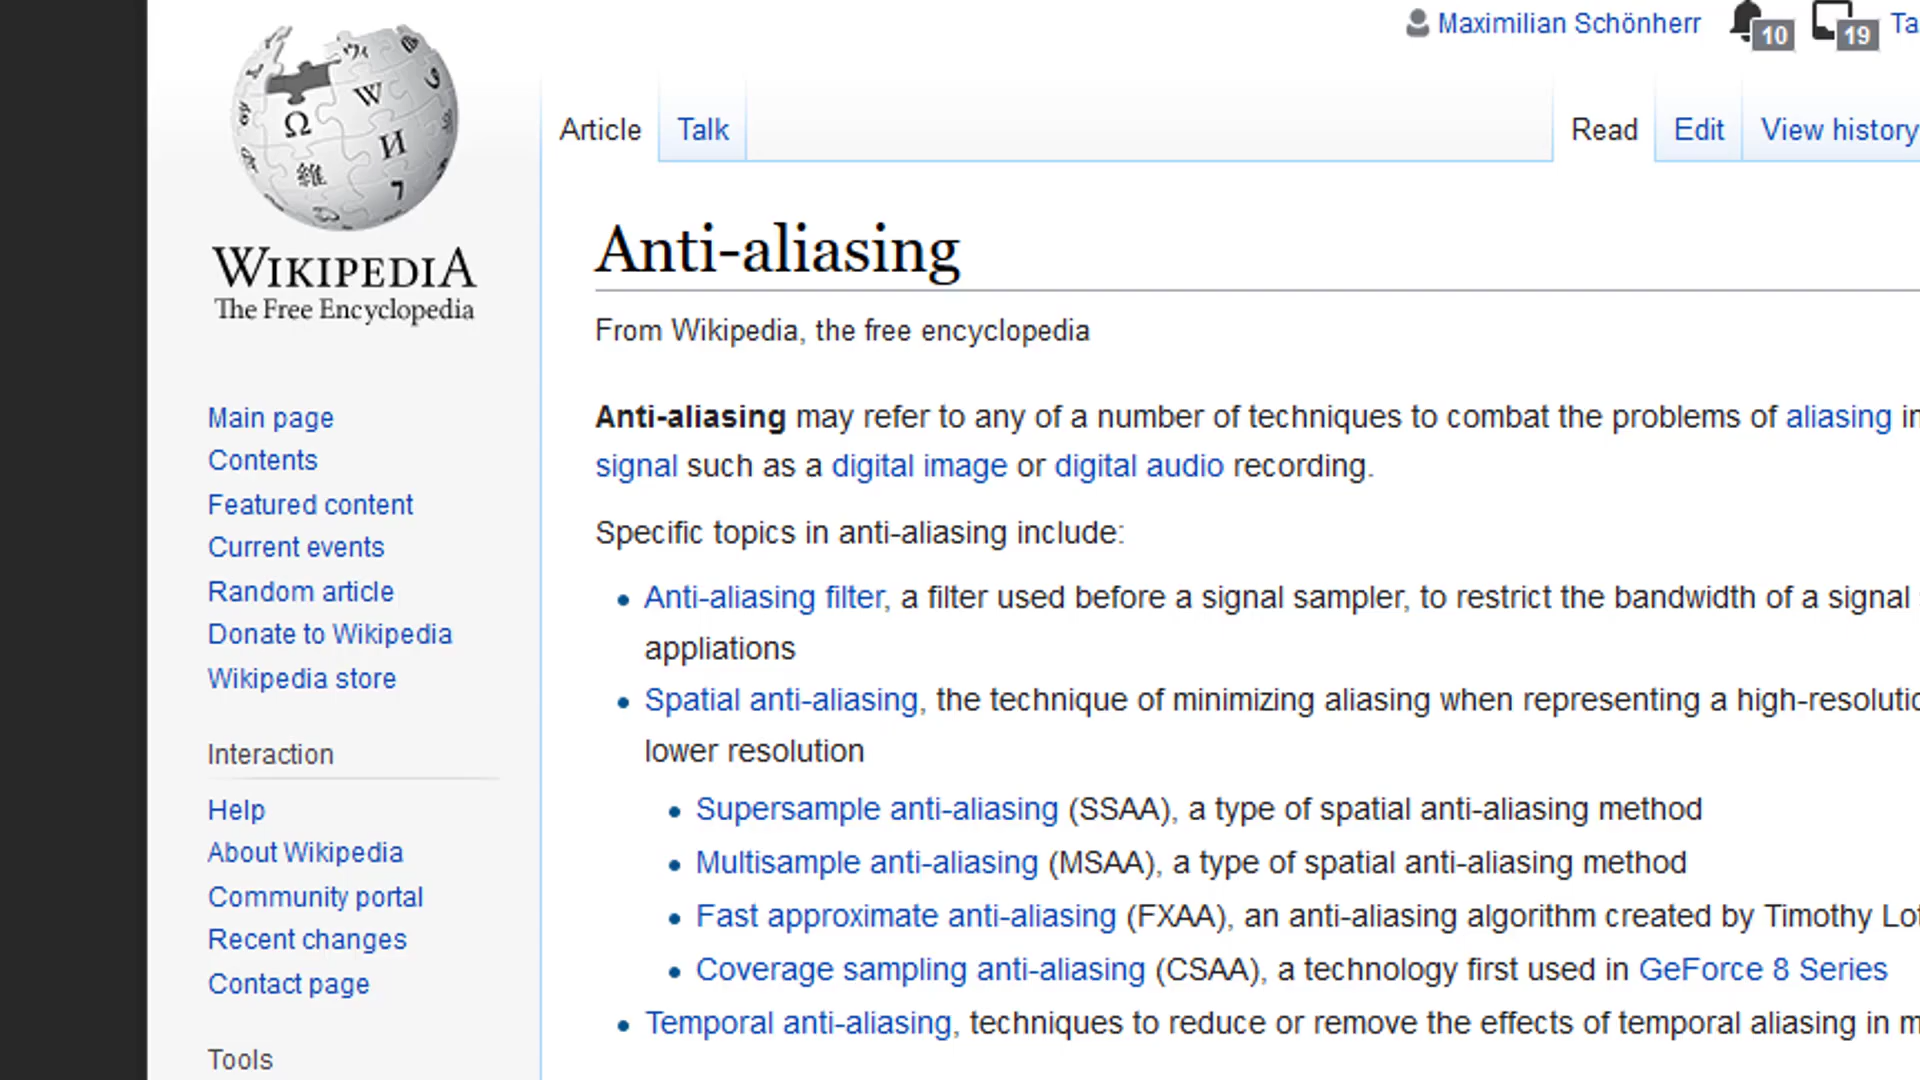 Maximilian Schönherr 10 19 Ta
Article Talk Read Edit View history
WIKIPEDIA
The Free Encyclopedia
Anti-aliasing
From Wikipedia, the free encyclopedia
Anti-aliasing may refer to any of a number of techniques to combat the problems of aliasing in
signal such as a digital image or digital audio recording.
Specific topics in anti-aliasing include:
Anti-aliasing filter, a filter used before a signal sampler, to restrict the bandwidth of a signal
appliations
Spatial anti-aliasing, the technique of minimizing aliasing when representing a high-resolutio
lower resolution
Supersample anti-aliasing (SSAA), a type of spatial anti-aliasing method
Multisample anti-aliasing (MSAA), a type of spatial anti-aliasing method
Fast approximate anti-aliasing (FXAA), an anti-aliasing algorithm created by Timothy Lot
Coverage sampling anti-aliasing (CSAA), a technology first used in GeForce 8 Series
Temporal anti-aliasing, techniques to reduce or remove the effects of temporal aliasing in m
Main page
Contents
Featured content
Current events
Random article
Donate to Wikipedia
Wikipedia store
Interaction
Help
About Wikipedia
Community portal
Recent changes
Contact page
Tools